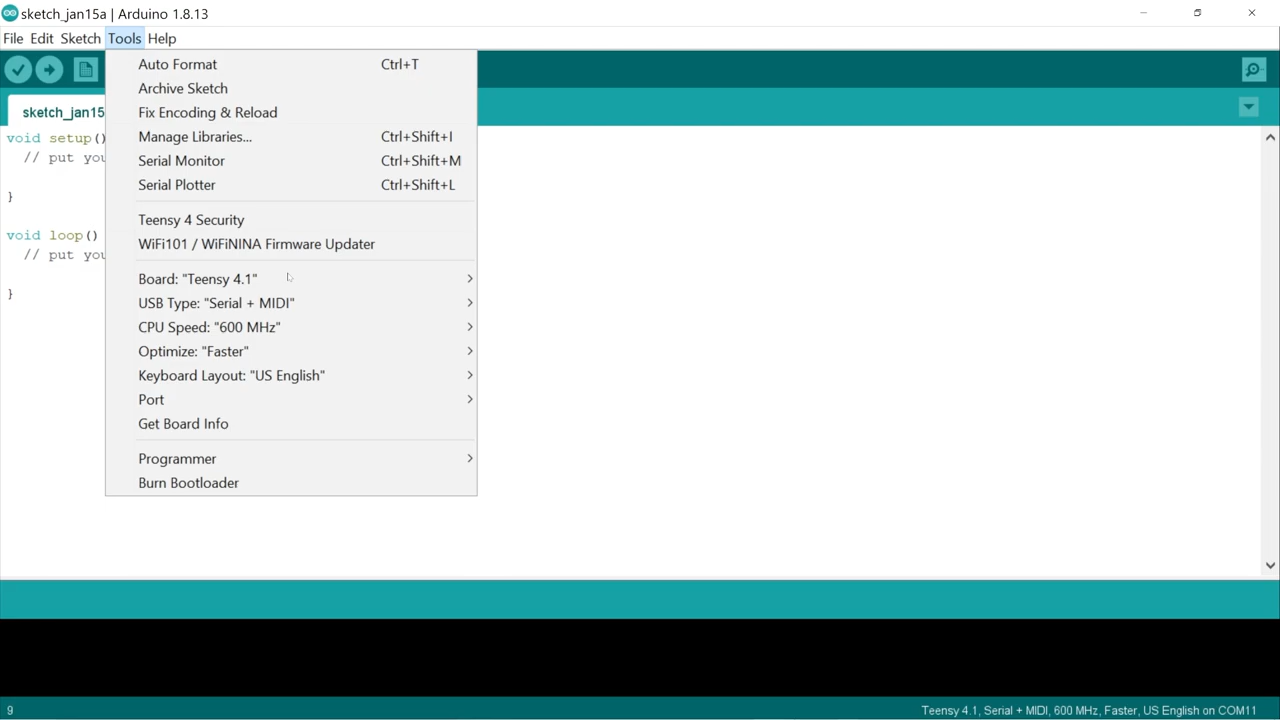 sketch_jan15a | Arduino 1.8.13
File Edit Sketch Tools Help
Auto Format Ctrl+T
Archive Sketch
Fix Encoding & Reload
Manage Libraries... Ctrl+Shift+I
Serial Monitor Ctrl+Shift+M
Serial Plotter Ctrl+Shift+L
Teensy 4 Security
WiFi101 / WiFiNINA Firmware Updater
Board: "Teensy 4.1"
USB Type: "Serial + MIDI"
CPU Speed: "600 MHz"
Optimize: "Faster"
Keyboard Layout: "US English"
Port
Get Board Info
Programmer
Burn Bootloader
sketch_jan15
void setup()
// put you
}
void loop()
// put you
}
9 Teensy 4.1, Serial + MIDI, 600 MHz, Faster, US English on COM11